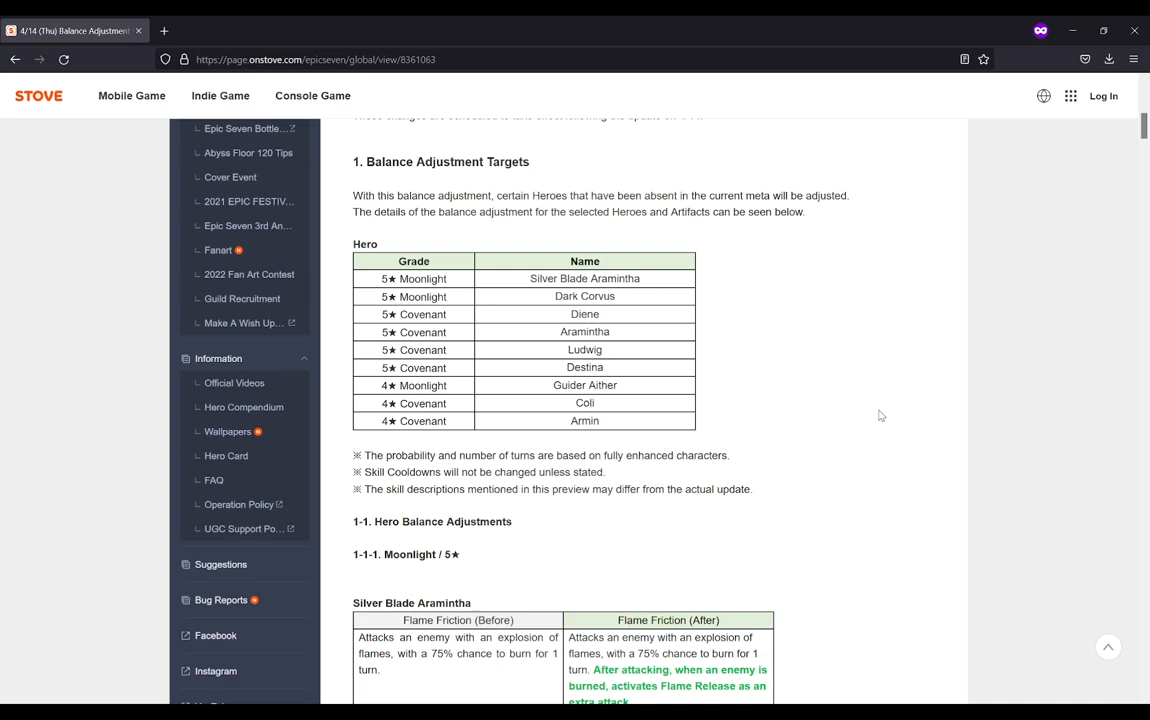 4/14 (Thu) Balance Adjustment
https://page.onstove.com/epicseven/global/view/8361063
STOVE
Mobile Game
Indie Game
Console Game
Log In
Epic Seven Bottle...
Abyss Floor 120 Tips
Cover Event
2021 EPIC FESTIV...
Epic Seven 3rd An...
Fanart N
2022 Fan Art Contest
Guild Recruitment
Make A Wish Up...
Information
Official Videos
Hero Compendium
Wallpapers N
Hero Card
FAQ
Operation Policy
UGC Support Po...
Suggestions
Bug Reports N
Facebook
Instagram
1. Balance Adjustment Targets
With this balance adjustment, certain Heroes that have been absent in the current meta will be adjusted.
The details of the balance adjustment for the selected Heroes and Artifacts can be seen below.
Hero
Grade Name
5★ Moonlight Silver Blade Aramintha
5★ Moonlight Dark Corvus
5★ Covenant Diene
5★ Covenant Aramintha
5★ Covenant Ludwig
5★ Covenant Destina
4★ Moonlight Guider Aither
4★ Covenant Coli
4★ Covenant Armin
※ The probability and number of turns are based on fully enhanced characters.
※ Skill Cooldowns will not be changed unless stated.
※ The skill descriptions mentioned in this preview may differ from the actual update.
1-1. Hero Balance Adjustments
1-1-1. Moonlight / 5★
Silver Blade Aramintha
Flame Friction (Before)
Attacks an enemy with an explosion of
flames, with a 75% chance to burn for 1
turn.
Flame Friction (After)
Attacks an enemy with an explosion of
flames, with a 75% chance to burn for 1
turn. After attacking, when an enemy is
burned, activates Flame Release as an
extra attack